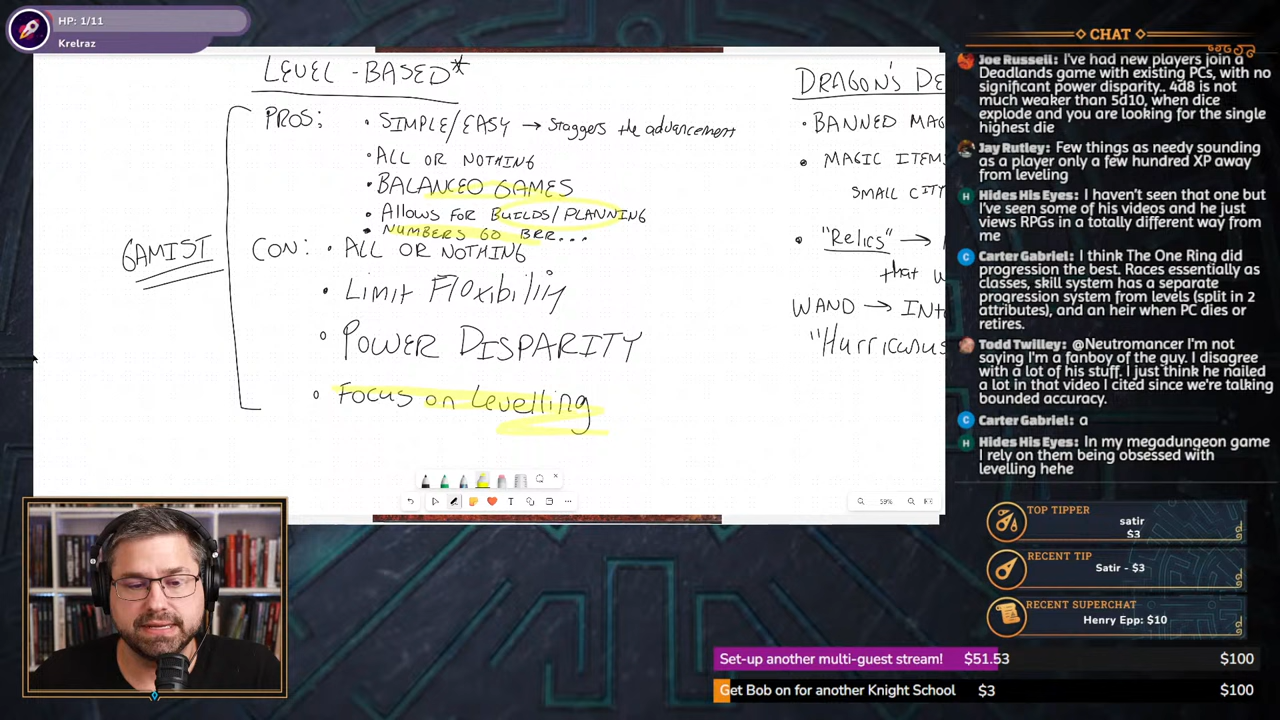 HP: 1/11
Krelraz
LEVEL-BASED*
PROS:
• SIMPLE/EASY → Staggers the advancement
• ALL OR NOTHING
• BALANCED GAMES
• ALLOWS FOR BUILDS/PLANNING
• NUMBERS GO BRR...
GAMIST
CON: • ALL OR NOTHING
• Limit Flexibility
• POWER DISPARITY
• Focus on Levelling
DRAGON'S DE
• BANNED MAG
• MAGIC ITEMS
SMALL CITY
• "Relics" →
that w
WAND → INTO
"Hurricanus
59%
CHAT
Joe Russell: I've had new players join a
Deadlands game with existing PCs, with no
significant power disparity.. 4d8 is not
much weaker than 5d10, when dice
explode and you are looking for the single
highest die
Jay Rutley: Few things as needy sounding
as a player only a few hundred XP away
from leveling
H Hides His Eyes: I haven't seen that one but
I've seen some of his videos and he just
views RPGs in a totally different way from
me
C Carter Gabriel: I think The One Ring did
progression the best. Races essentially as
classes, skill system has a separate
progression system from levels (split in 2
attributes), and an heir when PC dies or
retires.
Todd Twilley: @Neutromancer I'm not
saying I'm a fanboy of the guy. I disagree
with a lot of his stuff. I just think he nailed
a lot in that video I cited since we're talking
bounded accuracy.
C Carter Gabriel: a
H Hides His Eyes: In my megadungeon game
I rely on them being obsessed with
levelling hehe
TOP TIPPER
satir
$3
RECENT TIP
Satir - $3
RECENT SUPERCHAT
Henry Epp: $10
Set-up another multi-guest stream! $51.53 $100
Get Bob on for another Knight School $3 $100